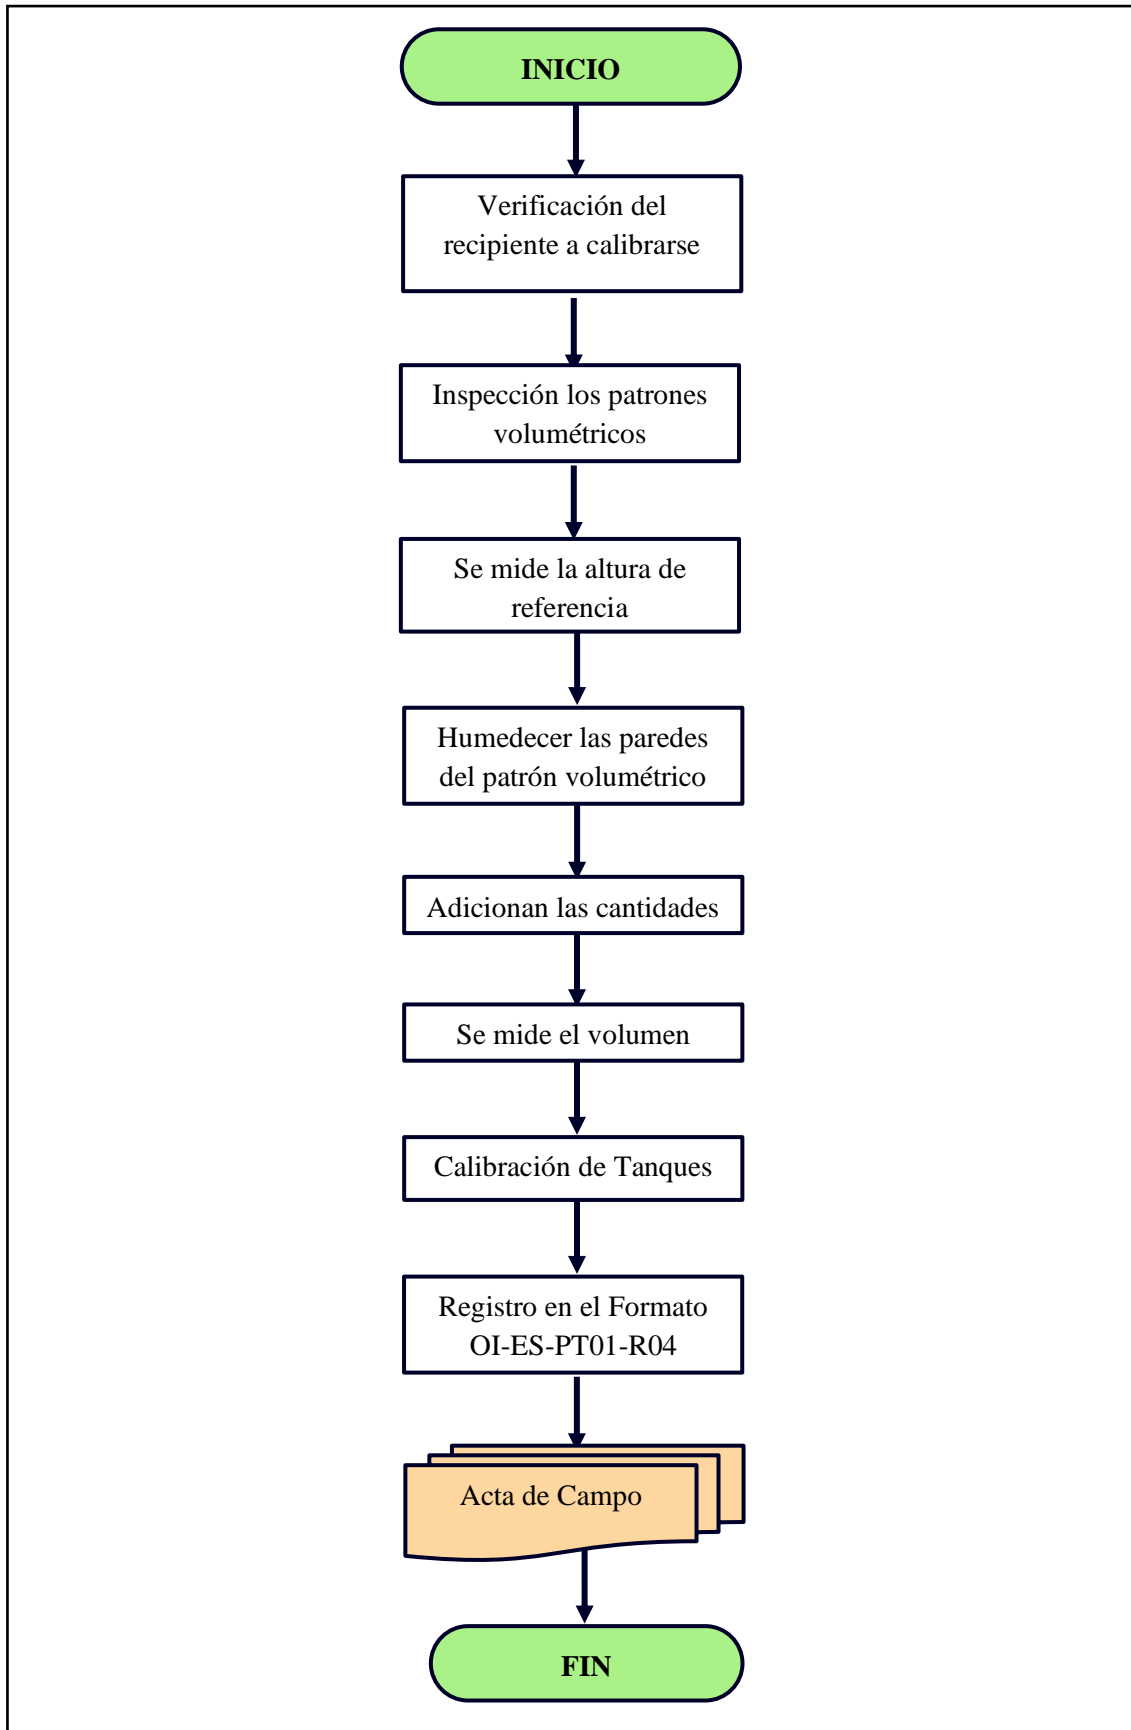 INICIO
Verificación del
recipiente a calibrarse
Inspección los patrones
volumétricos
Se mide la altura de
referencia
Humedecer las paredes
del patrón volumétrico
Adicionan las cantidades
Se mide el volumen
Calibración de Tanques
Registro en el Formato
OI-ES-PT01-R04
Acta de Campo
FIN